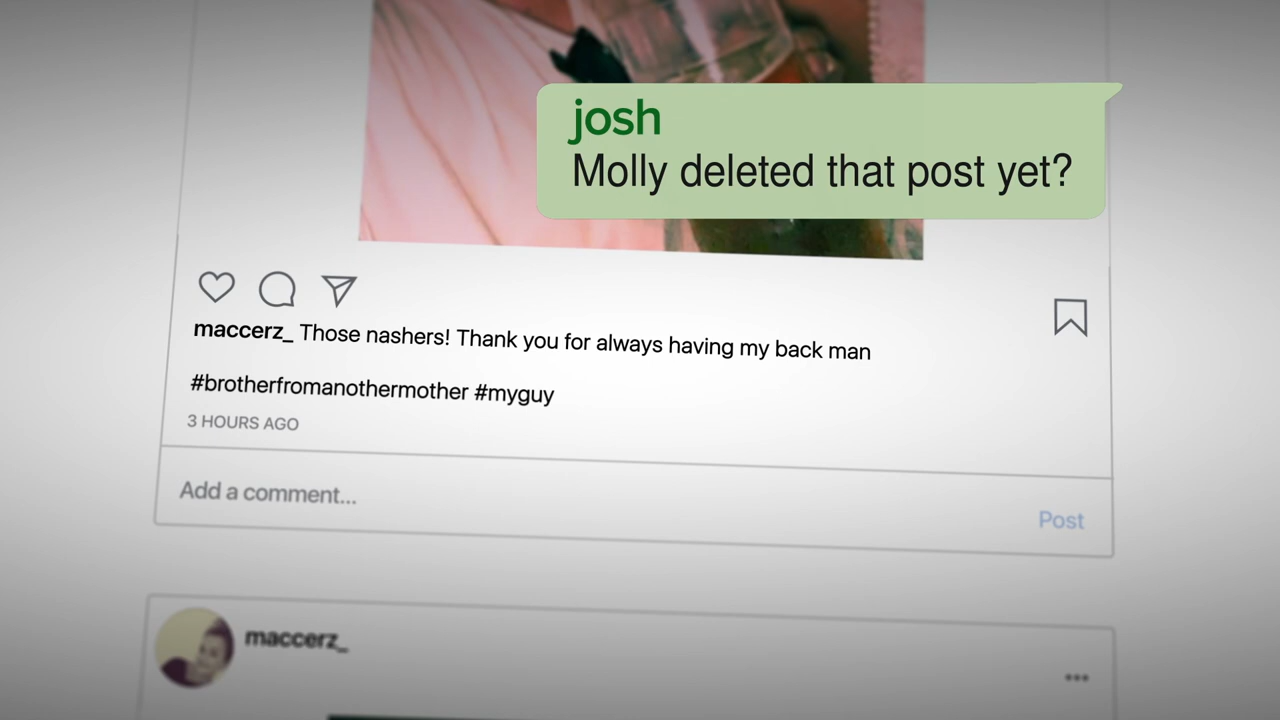 josh
Molly deleted that post yet?
maccerz_ Those nashers! Thank you for always having my back man
#brotherfromanothermother #myguy
3 HOURS AGO
Add a comment...
Post
maccerz_